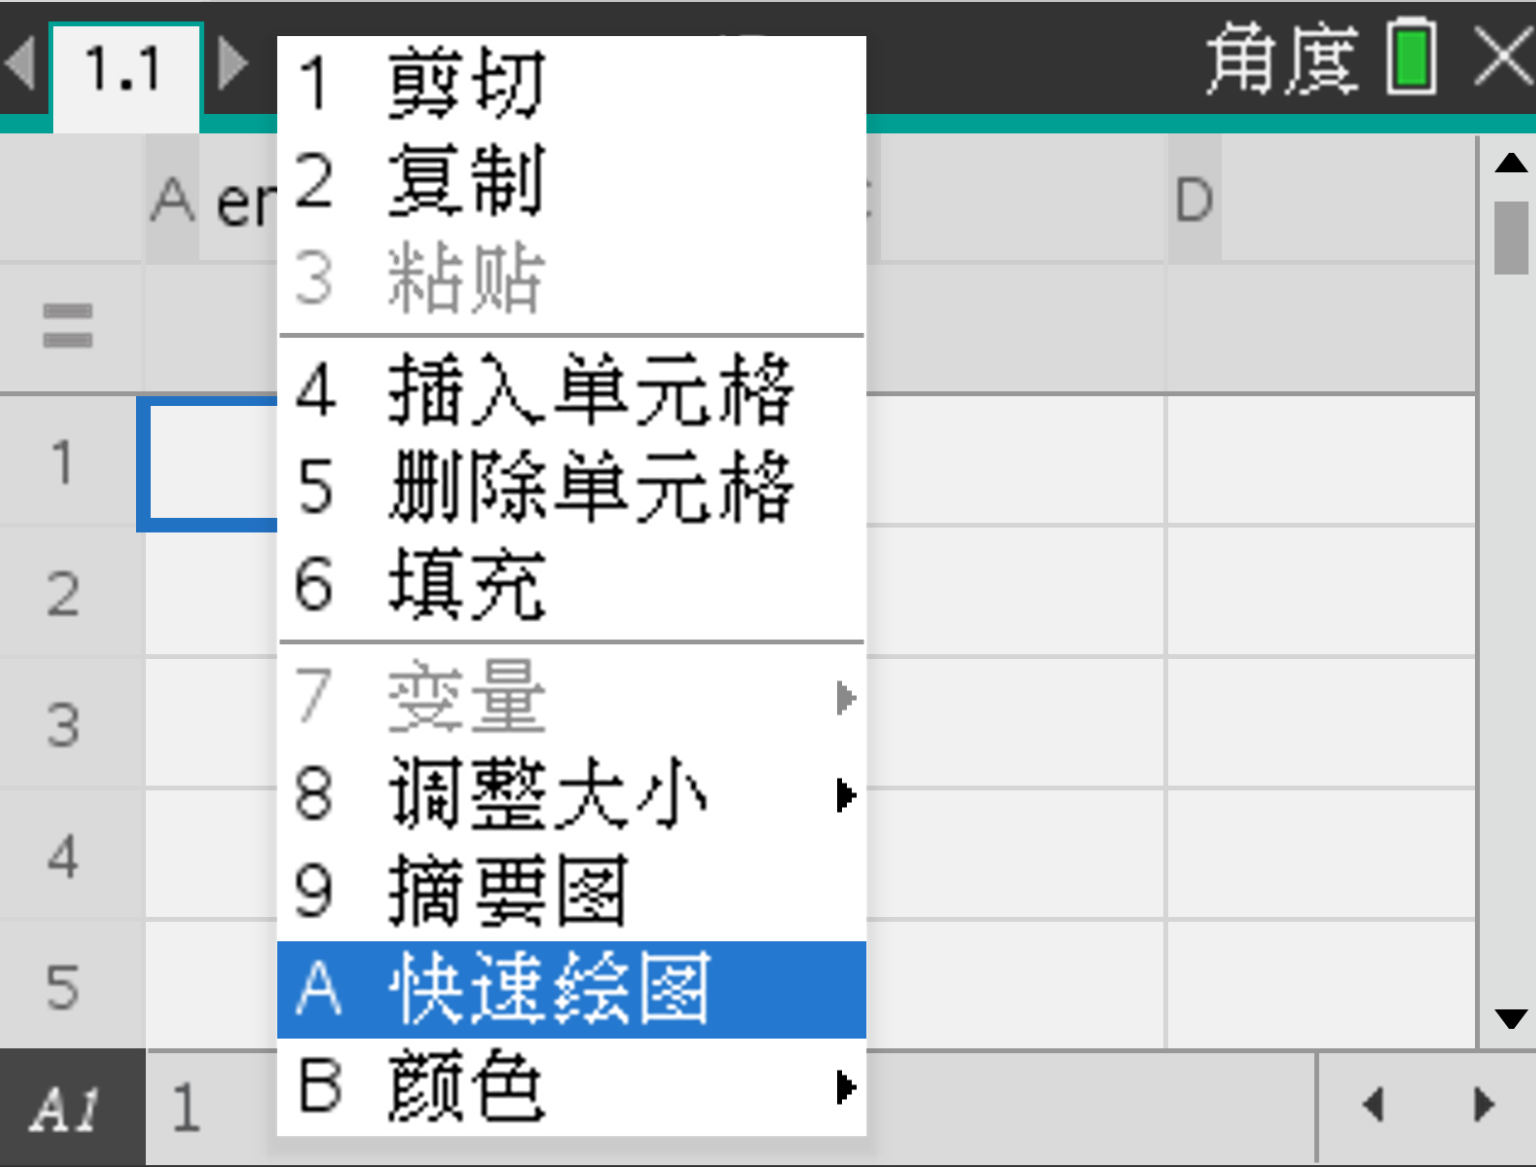 1.1 角度
A er D
=
1
2
3
4
5
A1 1
1 剪切
2 复制
3 粘贴
4 插入单元格
5 删除单元格
6 填充
7 变量
8 调整大小
9 摘要图
A 快速绘图
B 颜色